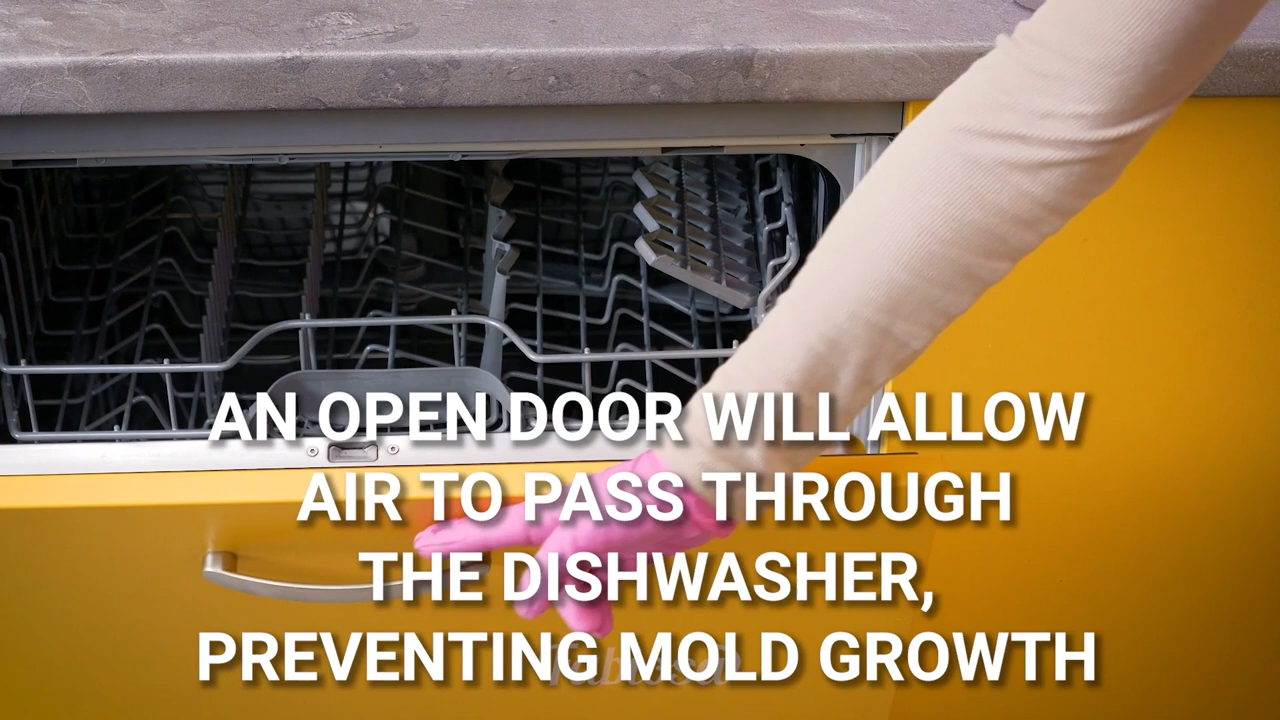 AN OPEN DOOR WILL ALLOW
AIR TO PASS THROUGH
THE DISHWASHER,
PREVENTING MOLD GROWTH